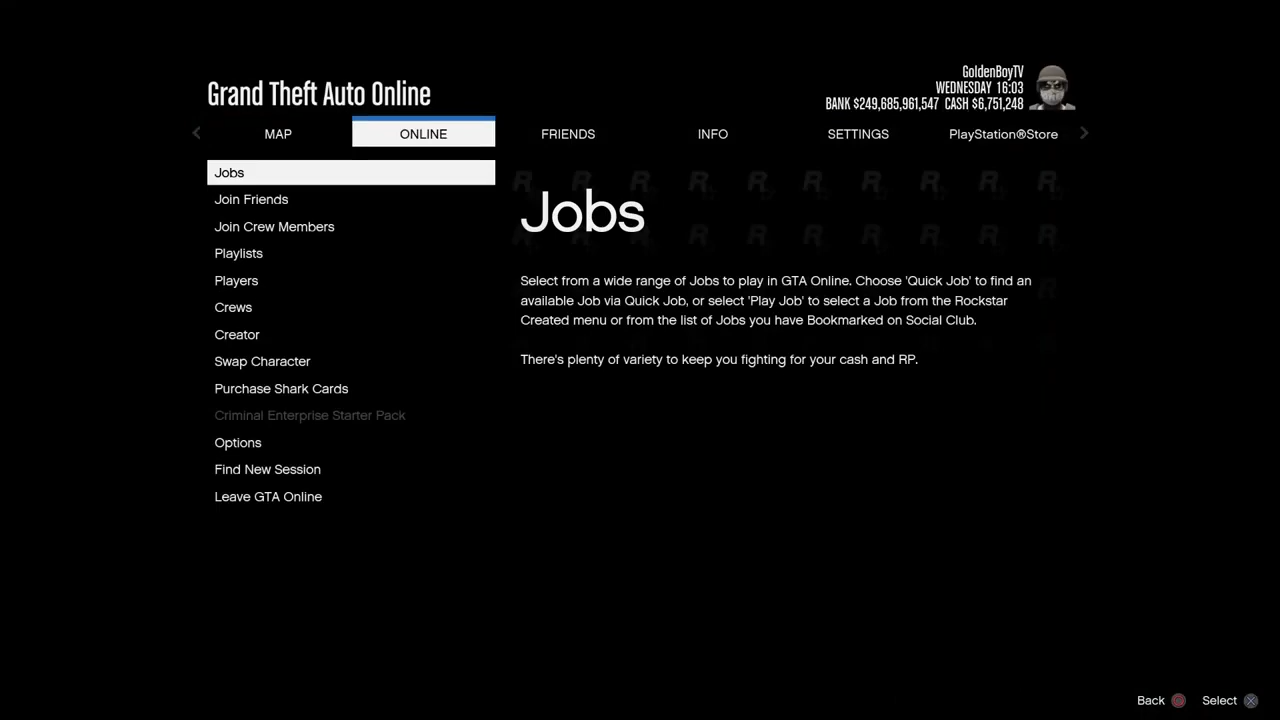 Grand Theft Auto Online
GoldenBoyTV
WEDNESDAY 16:03
BANK $249,685,961,547 CASH $6,751,248
MAP ONLINE FRIENDS INFO SETTINGS PlayStation®Store
Jobs
Join Friends
Join Crew Members
Playlists
Players
Crews
Creator
Swap Character
Purchase Shark Cards
Criminal Enterprise Starter Pack
Options
Find New Session
Leave GTA Online
Jobs
Select from a wide range of Jobs to play in GTA Online. Choose 'Quick Job' to find an
available Job via Quick Job, or select 'Play Job' to select a Job from the Rockstar
Created menu or from the list of Jobs you have Bookmarked on Social Club.
There's plenty of variety to keep you fighting for your cash and RP.
Back Select